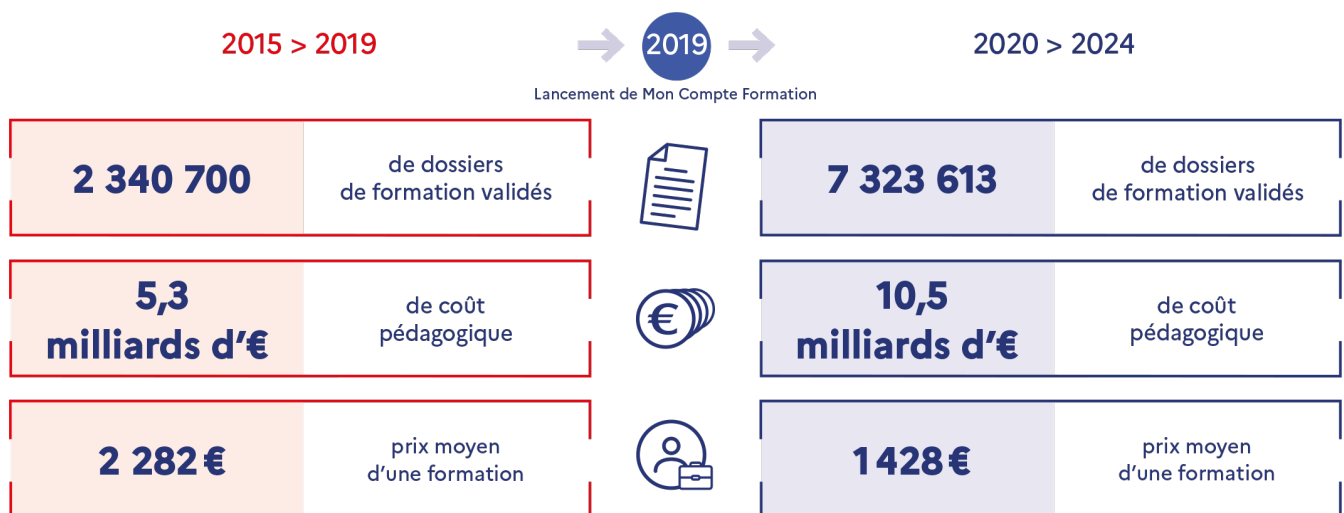 2015 > 2019
2019
2020 > 2024
Lancement de Mon Compte Formation
2 340 700
de dossiers
de formation validés
7 323 613
de dossiers
de formation validés
5,3
milliards d’€
de coût
pédagogique
€
10,5
milliards d’€
de coût
pédagogique
2 282 €
prix moyen
d’une formation
1 428 €
prix moyen
d’une formation